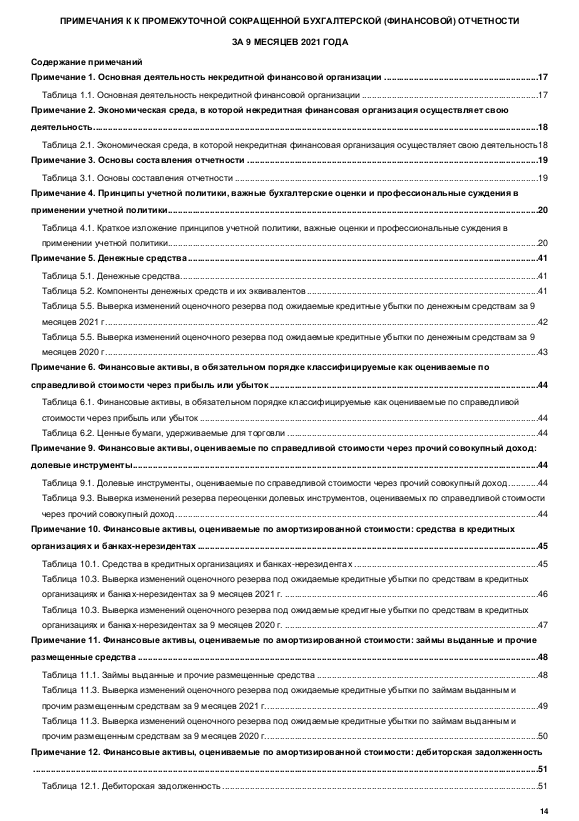 ПРИМЕЧАНИЯ К К ПРОМЕЖУТОЧНОЙ СОКРАЩЕННОЙ БУХГАЛТЕРСКОЙ (ФИНАНСОВОЙ) ОТЧЕТНОСТИ
ЗА 9 МЕСЯЦЕВ 2021 ГОДА
Содержание примечаний
Примечание 1. Основная деятельность некредитной финансовой организации ....17
Таблица 1.1. Основная деятельность некредитной финансовой организации ....17
Примечание 2. Экономическая среда, в которой некредитная финансовая организация осуществляет свою
деятельность....18
Таблица 2.1. Экономическая среда, в которой некредитная финансовая организация осуществляет свою деятельность18
Примечание 3. Основы составления отчетности ....19
Таблица 3.1. Основы составления отчетности ....19
Примечание 4. Принципы учетной политики, важные бухгалтерские оценки и профессиональные суждения в
применении учетной политики....20
Таблица 4.1. Краткое изложение принципов учетной политики, важные оценки и профессиональные суждения в
применении учетной политики....20
Примечание 5. Денежные средства....41
Таблица 5.1. Денежные средства....41
Таблица 5.2. Компоненты денежных средств и их эквивалентов ....41
Таблица 5.5. Выверка изменений оценочного резерва под ожидаемые кредитные убытки по денежным средствам за 9
месяцев 2021 г....42
Таблица 5.5. Выверка изменений оценочного резерва под ожидаемые кредитные убытки по денежным средствам за 9
месяцев 2020 г....43
Примечание 6. Финансовые активы, в обязательном порядке классифицируемые как оцениваемые по
справедливой стоимости через прибыль или убыток ....44
Таблица 6.1. Финансовые активы, в обязательном порядке классифицируемые как оцениваемые по справедливой
стоимости через прибыль или убыток ....44
Таблица 6.2. Ценные бумаги, удерживаемые для торговли ....44
Примечание 9. Финансовые активы, оцениваемые по справедливой стоимости через прочий совокупный доход:
долевые инструменты....44
Таблица 9.1. Долевые инструменты, оцениваемые по справедливой стоимости через прочий совокупный доход....44
Таблица 9.3. Выверка изменений резерва переоценки долевых инструментов, оцениваемых по справедливой стоимости
через прочий совокупный доход....44
Примечание 10. Финансовые активы, оцениваемые по амортизированной стоимости: средства в кредитных
организациях и банках-нерезидентах ....45
Таблица 10.1. Средства в кредитных организациях и банках-нерезидентах ....45
Таблица 10.3. Выверка изменений оценочного резерва под ожидаемые кредитные убытки по средствам в кредитных
организациях и банках-нерезидентах за 9 месяцев 2021 г. ....46
Таблица 10.3. Выверка изменений оценочного резерва под ожидаемые кредитные убытки по средствам в кредитных
организациях и банках-нерезидентах за 9 месяцев 2020 г. ....47
Примечание 11. Финансовые активы, оцениваемые по амортизированной стоимости: займы выданные и прочие
размещенные средства ....48
Таблица 11.1. Займы выданные и прочие размещенные средства ....48
Таблица 11.3. Выверка изменений оценочного резерва под ожидаемые кредитные убытки по займам выданным и
прочим размещенным средствам за 9 месяцев 2021 г....49
Таблица 11.3. Выверка изменений оценочного резерва под ожидаемые кредитные убытки по займам выданным и
прочим размещенным средствам за 9 месяцев 2020 г....50
Примечание 12. Финансовые активы, оцениваемые по амортизированной стоимости: дебиторская задолженность
....51
Таблица 12.1. Дебиторская задолженность ....51
14